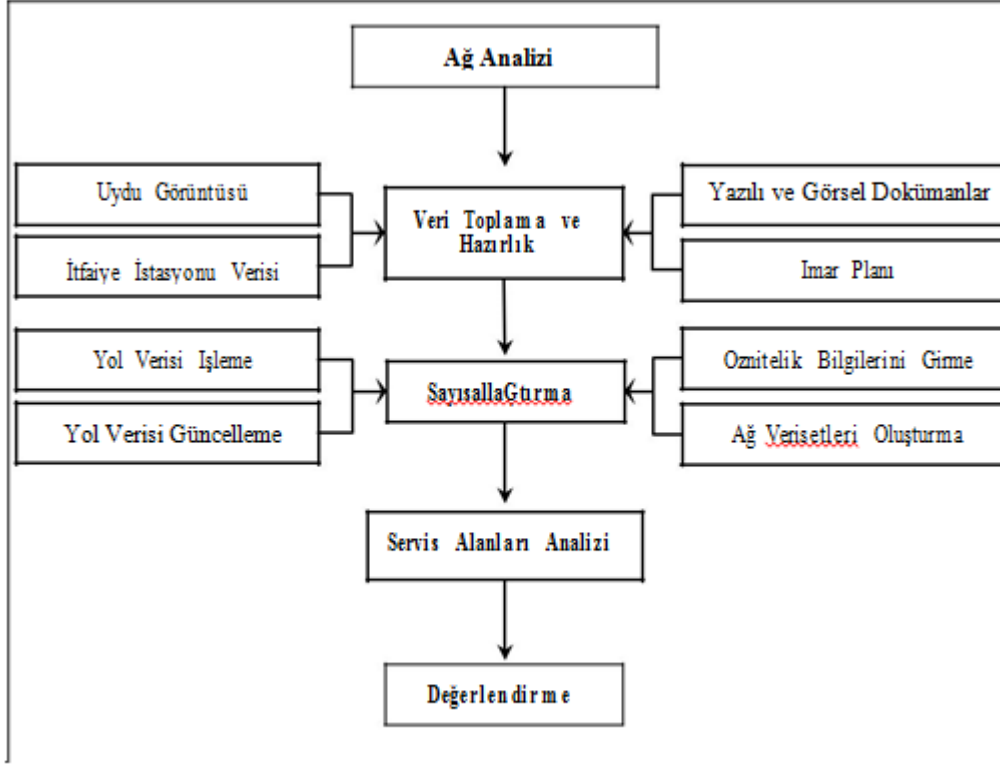 Ağ Analizi
Uydu Görüntüsü
Yazılı ve Görsel Dokümanlar
Veri Toplama ve
Hazırlık
İtfaiye İstasyonu Verisi
Imar Planı
Yol Verisi Işleme
Oznitelik Bilgilerini Girme
SayısallaGtırma
Yol Verisi Güncelleme
Ağ Verisetleri Oluşturma
Servis Alanları Analizi
Değerlendirme